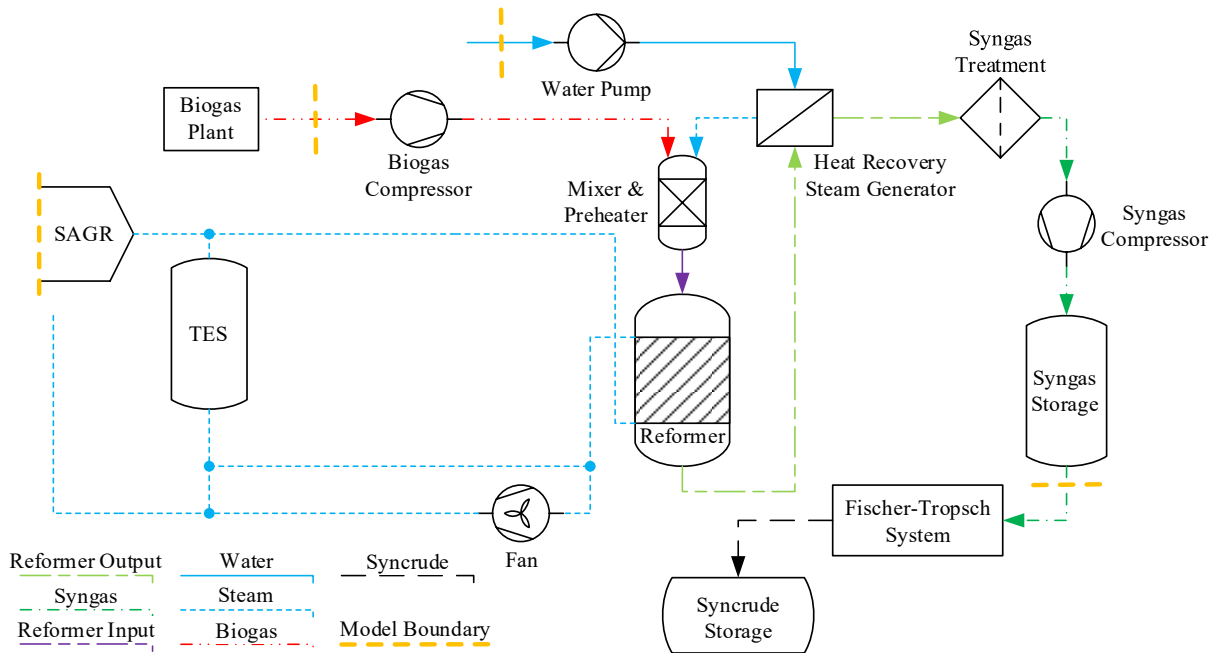 Water Pump
Syngas
Treatment
Biogas
Plant
Biogas
Compressor
Heat Recovery
Steam Generator
Mixer &
Preheater
Syngas
Compressor
SAGR
TES
Syngas
Storage
Reformer
Fan
Fischer-Tropsch
System
Syncrude
Storage
Reformer Output
Water
Syncrude
Syngas
Steam
Reformer Input
Biogas
Model Boundary